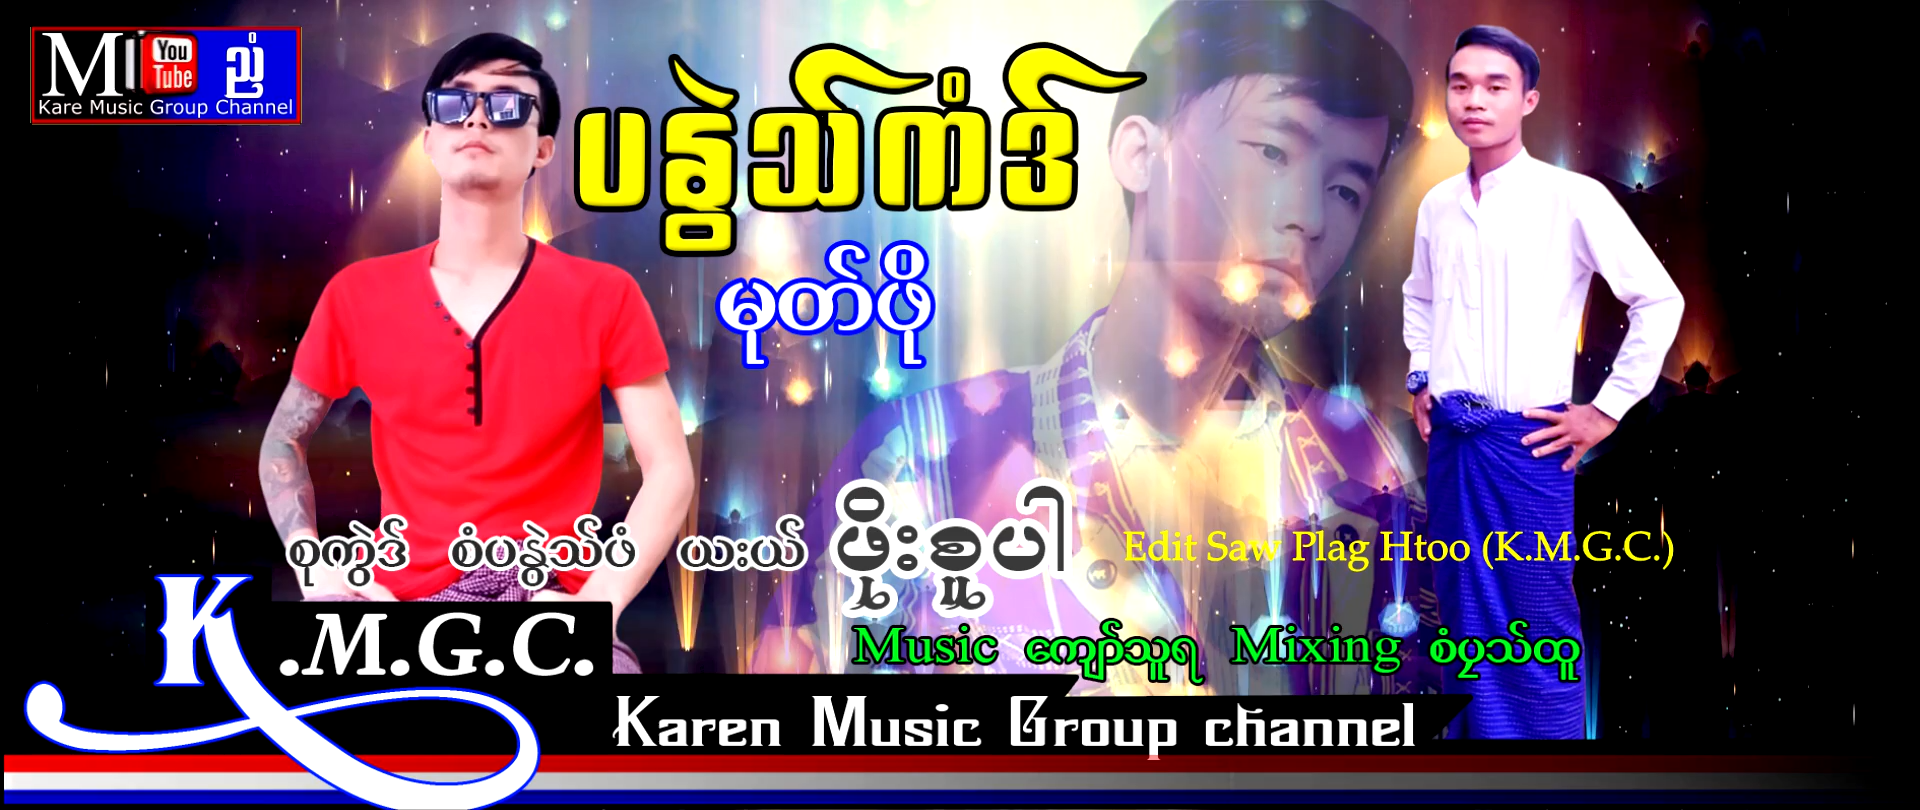 MI You Tube ညှံ
Kare Music Group Channel
ပနွဲသ်ကံဒ်
မုတ်ဖို
စုကွဲဒ် စံပနွဲသ်ဖံ ယးယ် ဖိုးစူပါ
Edit Saw Plag Htoo (K.M.G.C.)
Music ကျော်သူရ Mixing စံပှသ်ထူ
K.M.G.C.
Karen Music Group channel